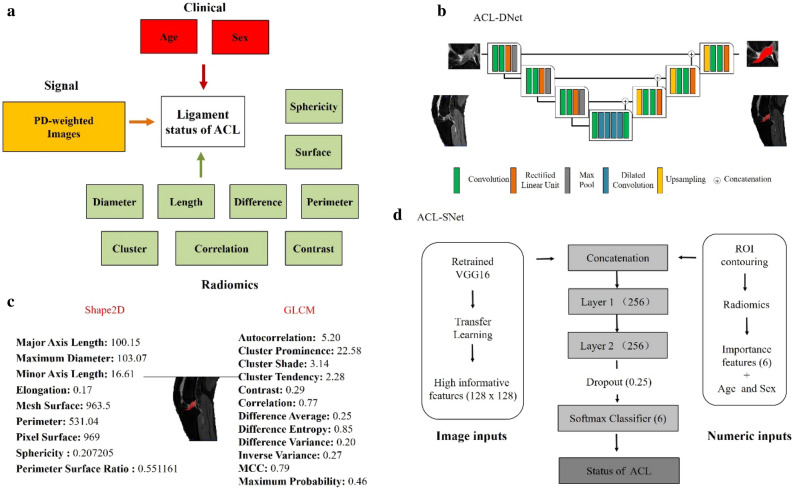 a
Clinical
Age
Sex
Signal
PD-weighted
Images
Ligament
status of ACL
Sphericity
Surface
Diameter
Length
Difference
Perimeter
Cluster
Correlation
Contrast
Radiomics
b
ACL-DNet
Convolution
Rectified
Linear Unit
Max
Pool
Dilated
Convolution
Upsampling
Concatenation
c
Shape2D
Major Axis Length: 100.15
Maximum Diameter: 103.07
Minor Axis Length: 16.61
Elongation: 0.17
Mesh Surface: 963.5
Perimeter: 531.04
Pixel Surface: 969
Sphericity : 0.207205
Perimeter Surface Ratio : 0.551161
GLCM
Autocorrelation: 5.20
Cluster Prominence: 22.58
Cluster Shade: 3.14
Cluster Tendency: 2.28
Contrast: 0.29
Correlation: 0.77
Difference Average: 0.25
Difference Entropy: 0.85
Difference Variance: 0.20
Inverse Variance: 0.27
MCC: 0.79
Maximum Probability: 0.46
d
ACL-SNet
Retrained
VGG16
Transfer
Learning
High informative
features (128 x 128)
Image inputs
Concatenation
Layer 1 （256）
Layer 2 （256）
Dropout (0.25)
Softmax Classifier (6)
Status of ACL
ROI
contouring
Radiomics
Importance
features (6)
+
Age and Sex
Numeric inputs